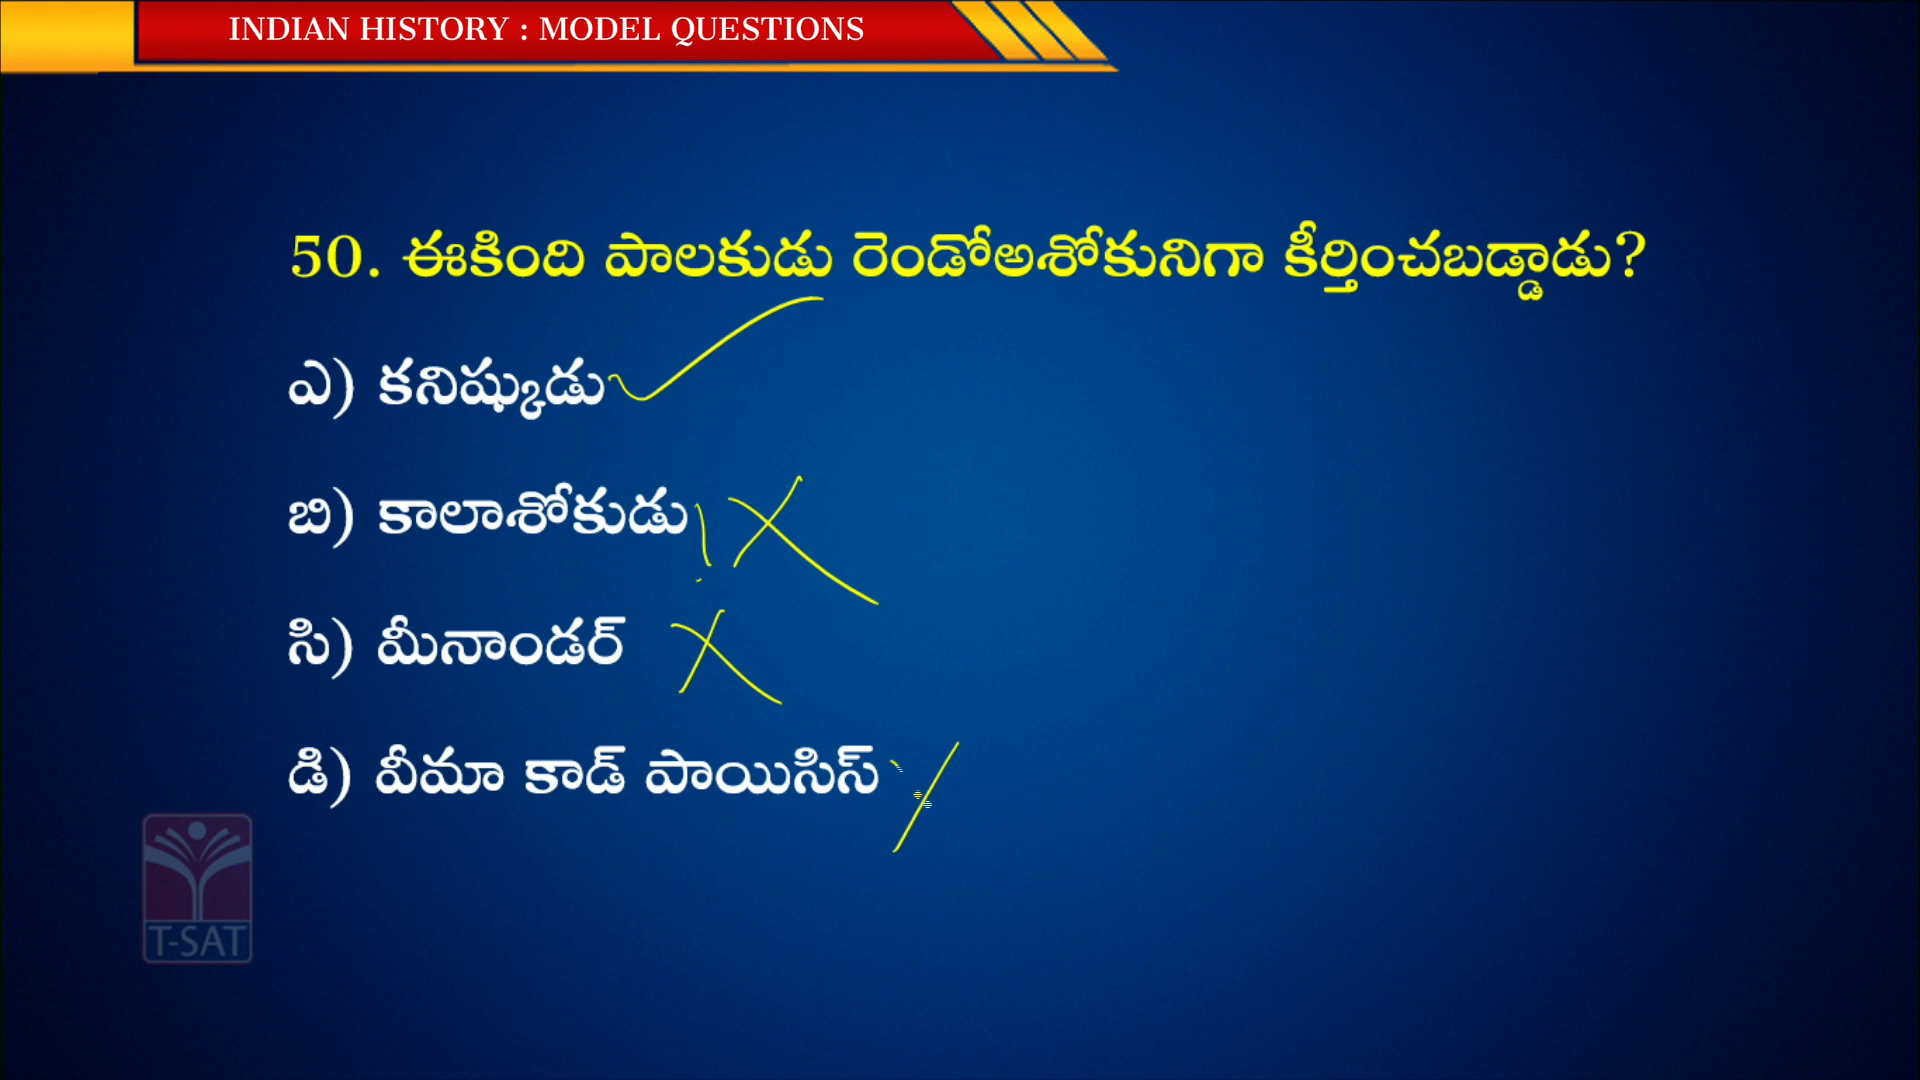 INDIAN HISTORY : MODEL QUESTIONS
50. ఈకింది పాలకుడు రెండోఅశోకునిగా కీర్తించబడ్డాడు?
ఎ) కనిష్కుడు
బి) కాలాశోకుడు
సి) మీనాండర్
డి) వీమా కాడ్ పాయిసిస్
T-SAT